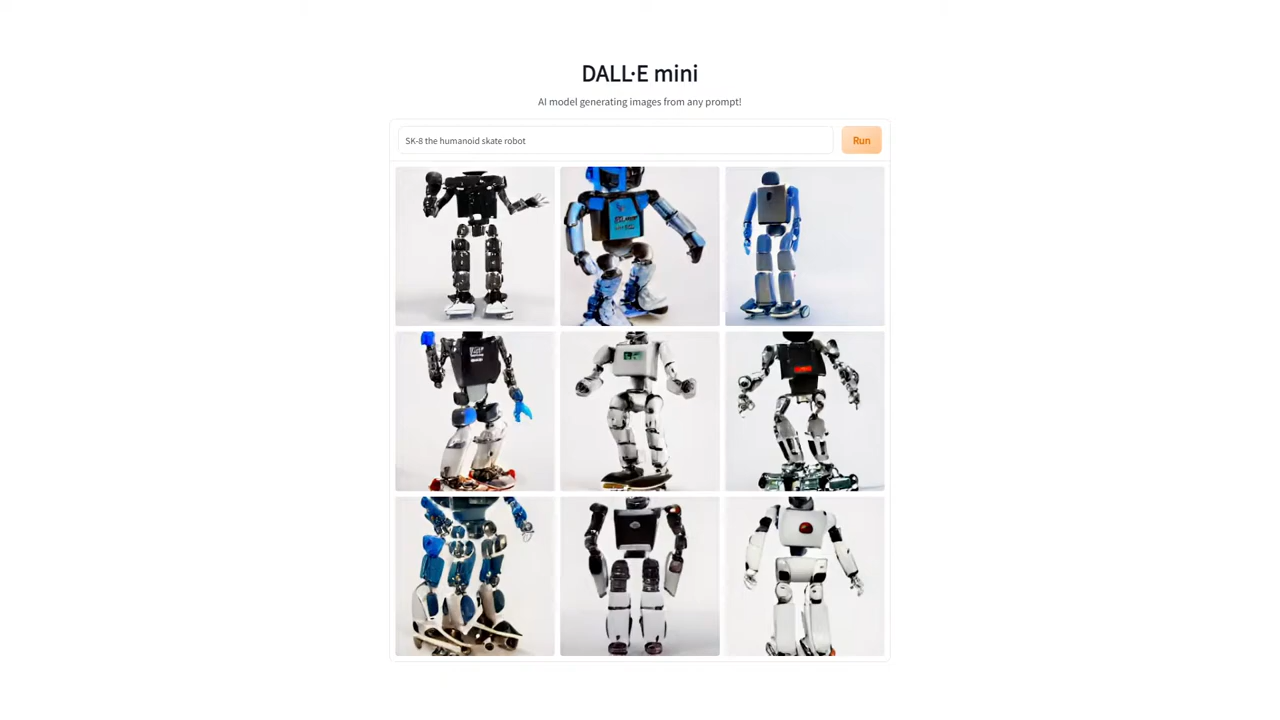 DALL·E mini
AI model generating images from any prompt!
SK-8 the humanoid skate robot
Run